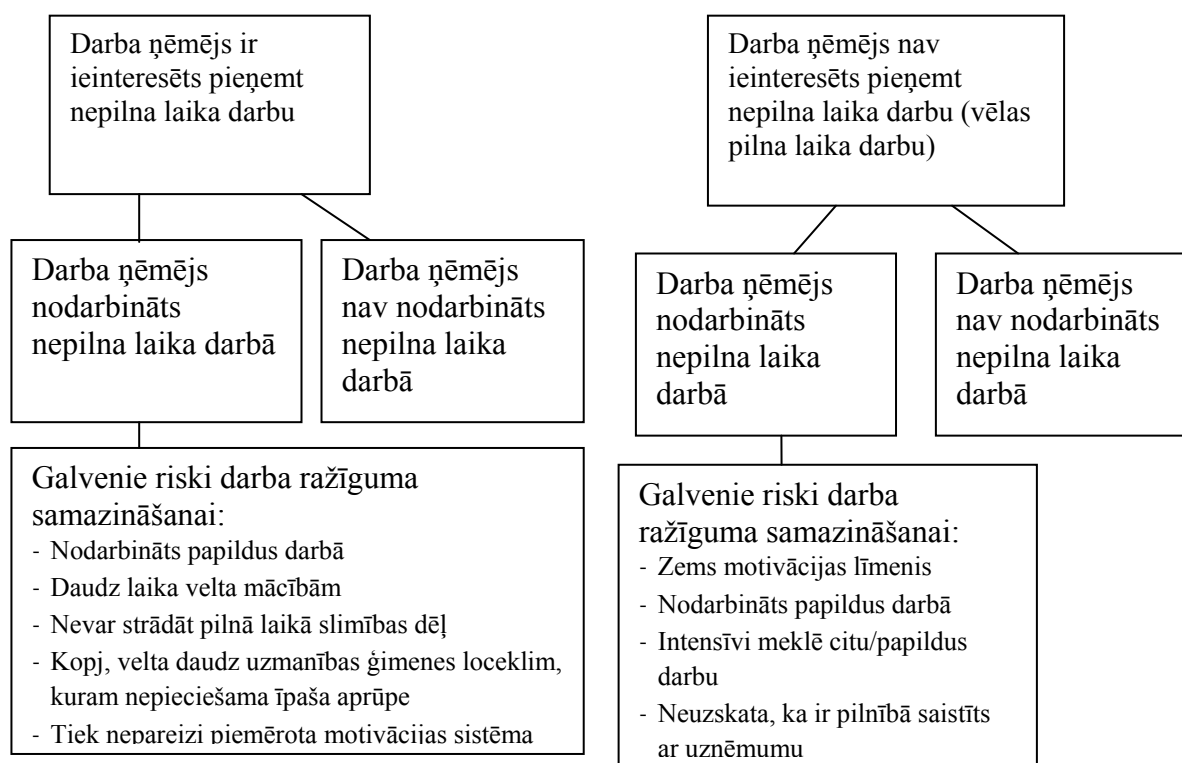 Darba ņēmējs ir
ieinteresēts pieņemt
nepilna laika darbu
Darba ņēmējs nav
ieinteresēts pieņemt
nepilna laika darbu (vēlas
pilna laika darbu)
Darba ņēmējs
nodarbināts
nepilna laika darbā
Darba ņēmējs
nav nodarbināts
nepilna laika
darbā
Darba ņēmējs
nodarbināts
nepilna laika
darbā
Darba ņēmējs
nav nodarbināts
nepilna laika
darbā
Galvenie riski darba ražīguma
samazināšanai:
- Nodarbināts papildus darbā
- Daudz laika velta mācībām
- Nevar strādāt pilnā laikā slimības dēļ
- Kopj, velta daudz uzmanības ģimenes loceklim,
kuram nepieciešama īpaša aprūpe
- Tiek nepareizi piemērota motivācijas sistēma
Galvenie riski darba
ražīguma samazināšanai:
- Zems motivācijas līmenis
- Nodarbināts papildus darbā
- Intensīvi meklē citu/papildus
darbu
- Neuzskata, ka ir pilnībā saistīts
ar uzņēmumu